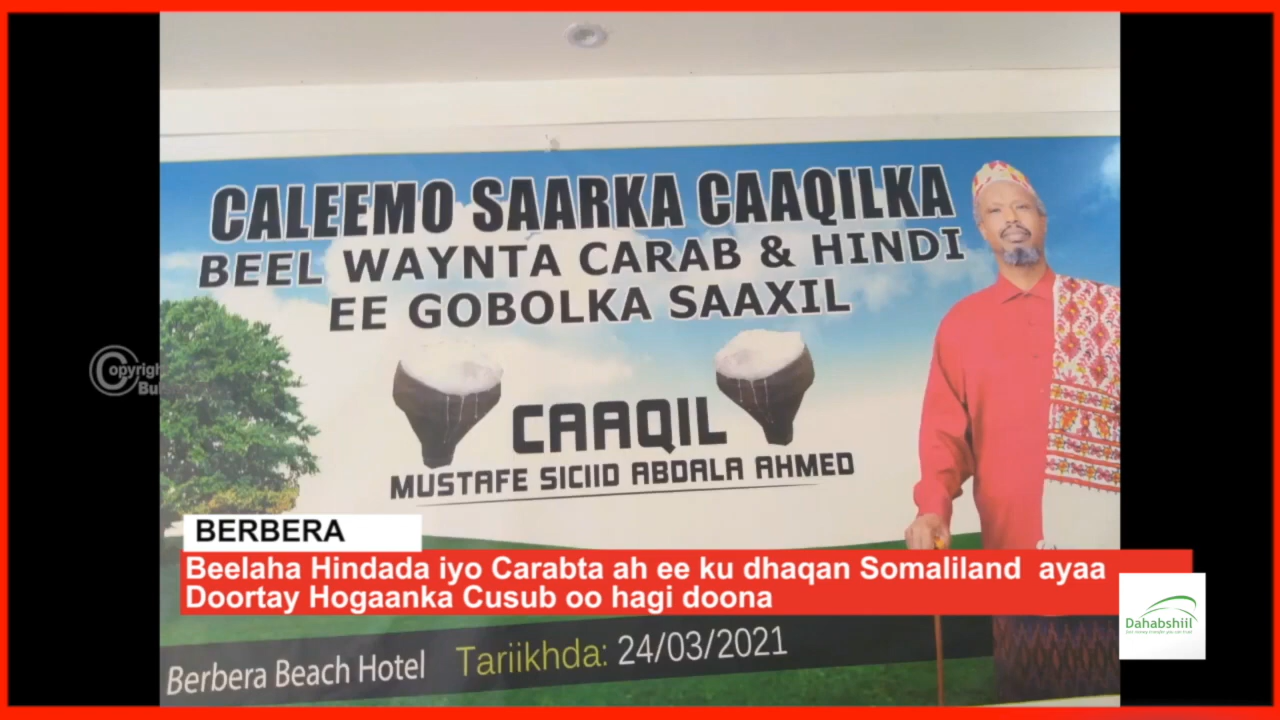 CALEEMO SAARKA CAAQILKA
BEEL WAYNTA CARAB & HINDI
EE GOBOLKA SAAXIL
CAAQIL
MUSTAFE SICIID ABDALA AHMED
Copyrigh
Bul
BERBERA
Beelaha Hindada iyo Carabta ah ee ku dhaqan Somaliland ayaa
Doortay Hogaanka Cusub oo hagi doona
Dahabshiil
Berbera Beach Hotel Tariikhda: 24/03/2021